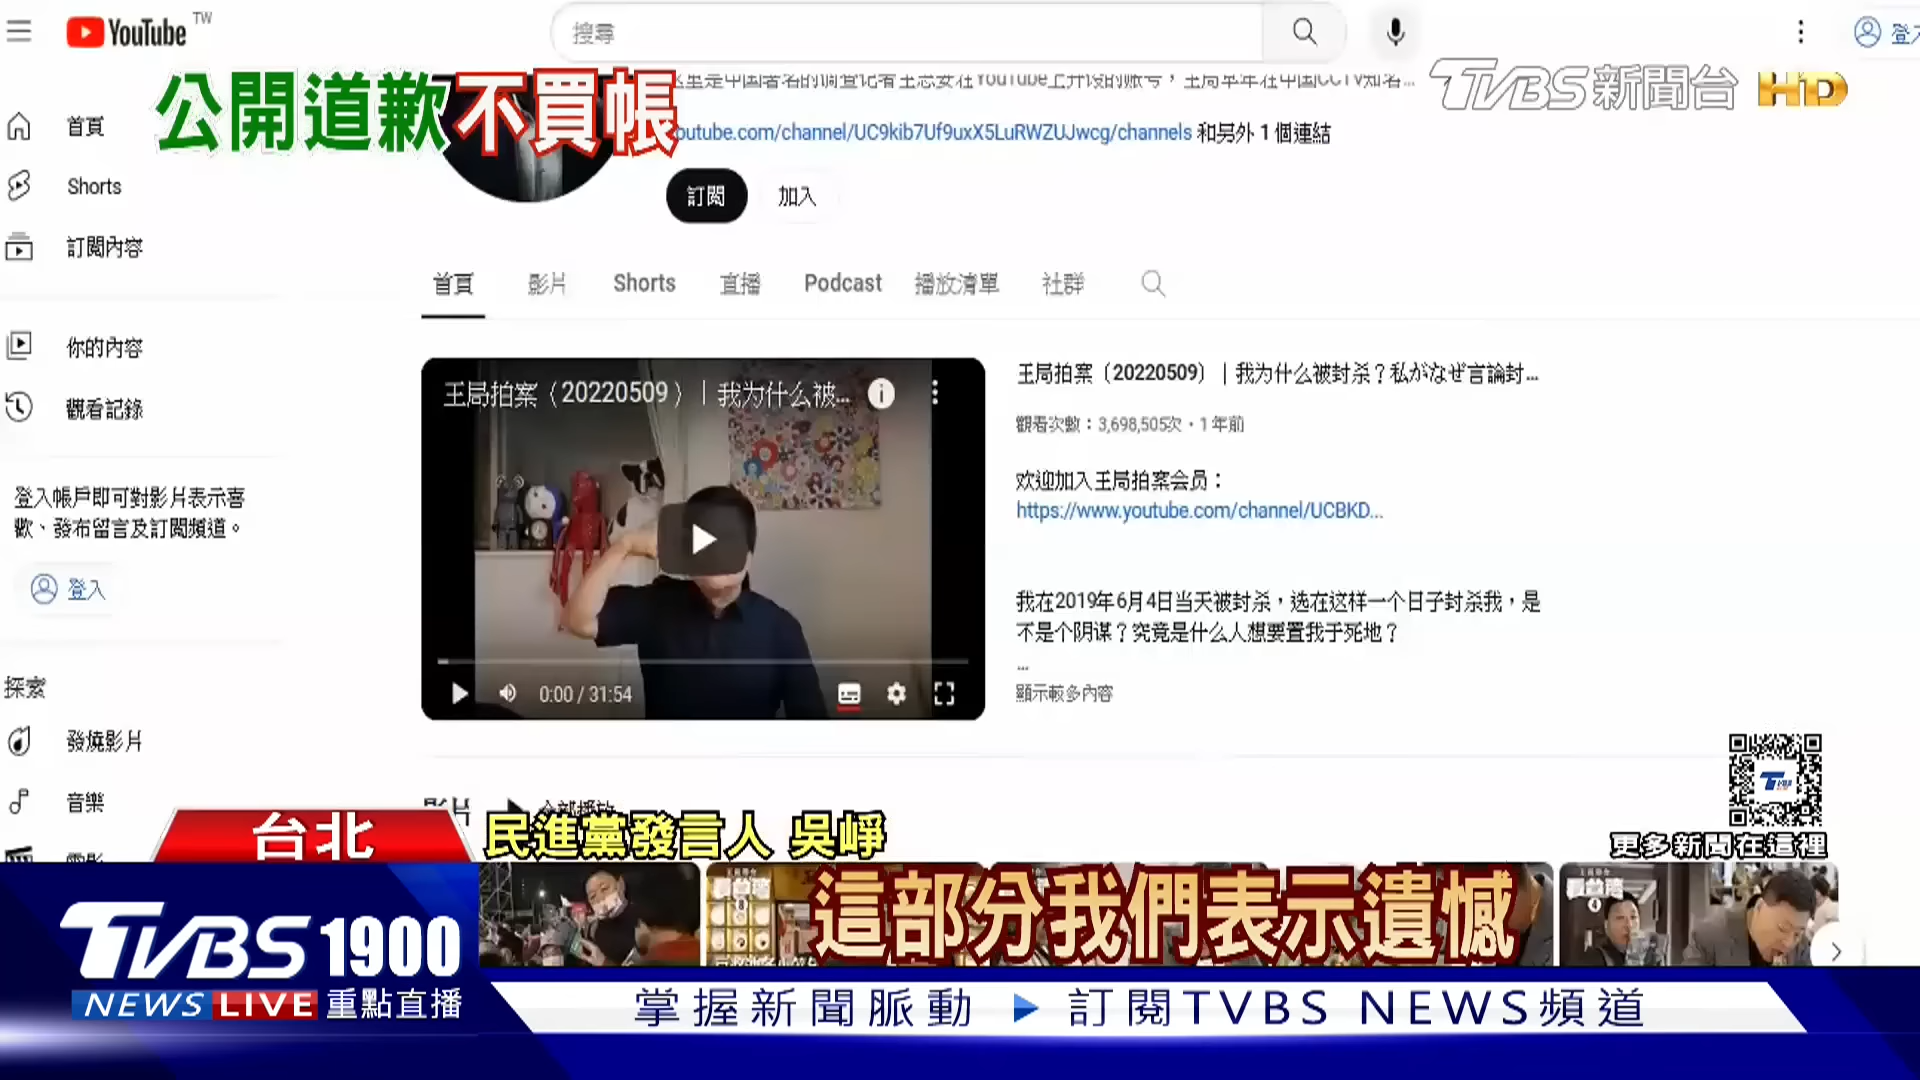 YouTube TW
搜尋
登入
公開道歉不買帳
TVBS新聞台 HD
outube.com/channel/UC9kib7Uf9uxX5LuRWZUJwcg/channels 和另外 1 個連結
訂閱
加入
首頁
Shorts
訂閱內容
你的內容
觀看記錄
登入帳戶即可對影片表示喜
歡、發布留言及訂閱頻道。
登入
探索
發燒影片
音樂
首頁 影片 Shorts 直播 Podcast 播放清單 社群
王局拍案（20220509）｜我为什么被...
0:00 / 31:54
王局拍案（20220509）｜我为什么被封杀？私がなぜ言論封...
觀看次數：3,698,505次・1 年前
欢迎加入王局拍案会员：
https://www.youtube.com/channel/UCBKD...
我在2019年6月4日当天被封杀，选在这样一个日子封杀我，是
不是个阴谋？究竟是什么人想要置我于死地？
...
顯示較多內容
TVBS
更多新聞在這裡
台北
民進黨發言人 吳崢
這部分我們表示遺憾
TVBS 1900
NEWS LIVE 重點直播
掌握新聞脈動 ▶ 訂閱TVBS NEWS頻道